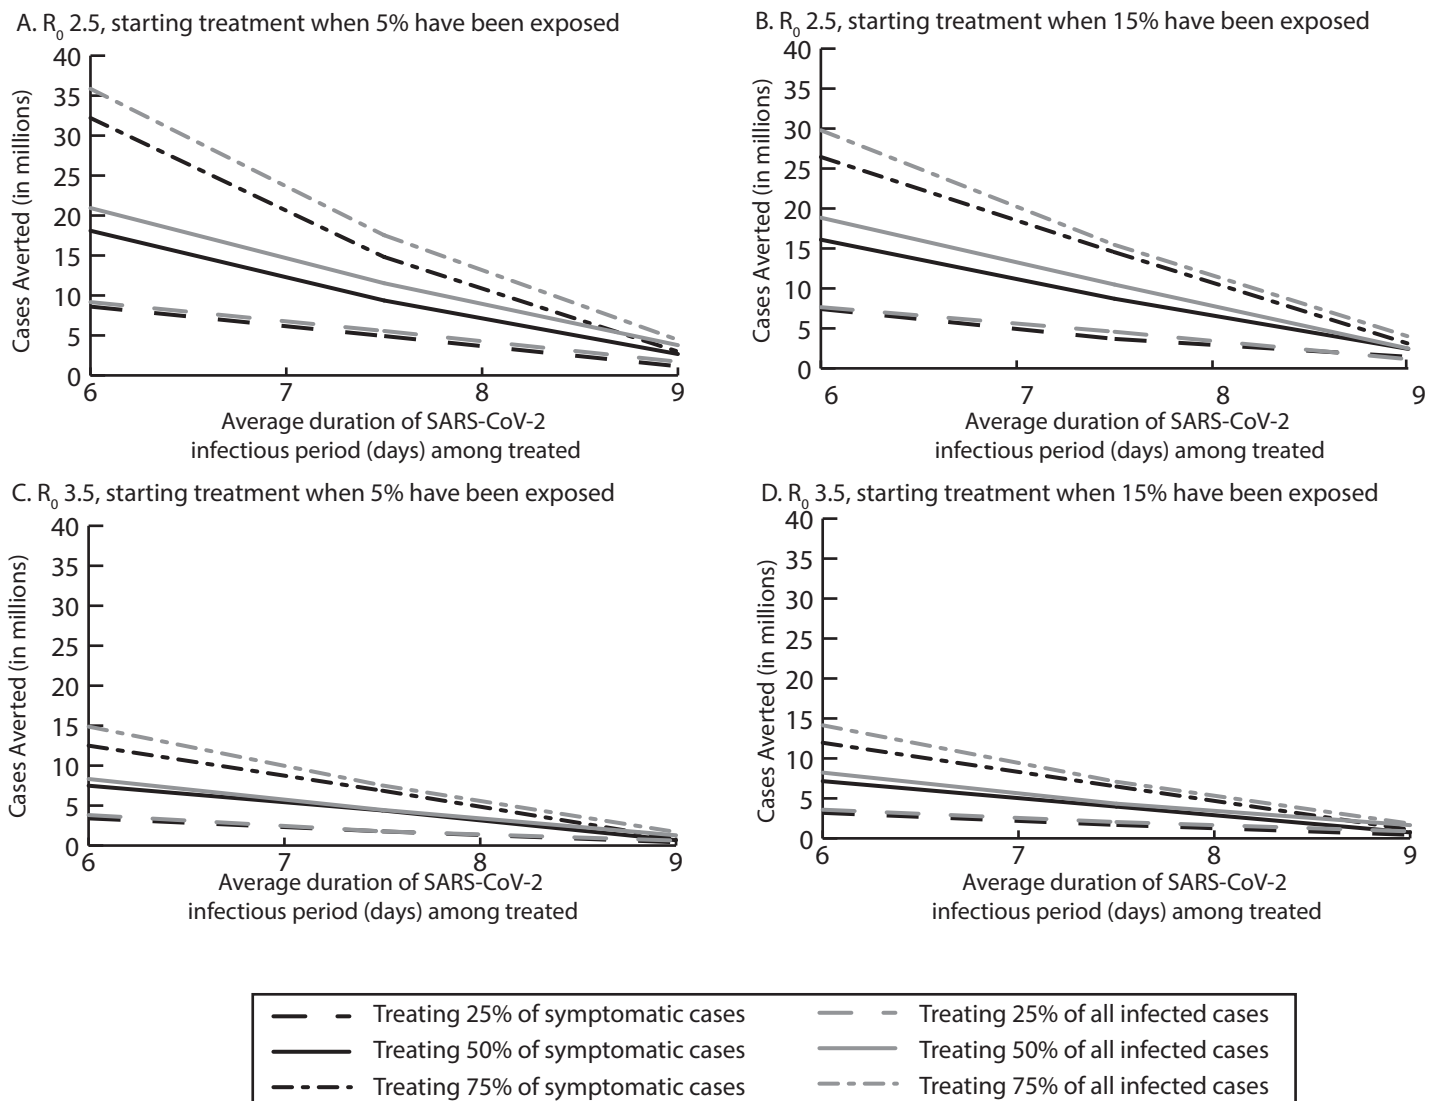 A. R0 2.5, starting treatment when 5% have been exposed
40
35
30
25
20
15
10
5
0
Cases Averted (in millions)
6 7 8 9
Average duration of SARS-CoV-2
infectious period (days) among treated
B. R0 2.5, starting treatment when 15% have been exposed
40
35
30
25
20
15
10
5
0
Cases Averted (in millions)
6 7 8 9
Average duration of SARS-CoV-2
infectious period (days) among treated
C. R0 3.5, starting treatment when 5% have been exposed
40
35
30
25
20
15
10
5
0
Cases Averted (in millions)
6 7 8 9
Average duration of SARS-CoV-2
infectious period (days) among treated
D. R0 3.5, starting treatment when 15% have been exposed
40
35
30
25
20
15
10
5
0
Cases Averted (in millions)
6 7 8 9
Average duration of SARS-CoV-2
infectious period (days) among treated
Treating 25% of symptomatic cases
Treating 50% of symptomatic cases
Treating 75% of symptomatic cases
Treating 25% of all infected cases
Treating 50% of all infected cases
Treating 75% of all infected cases